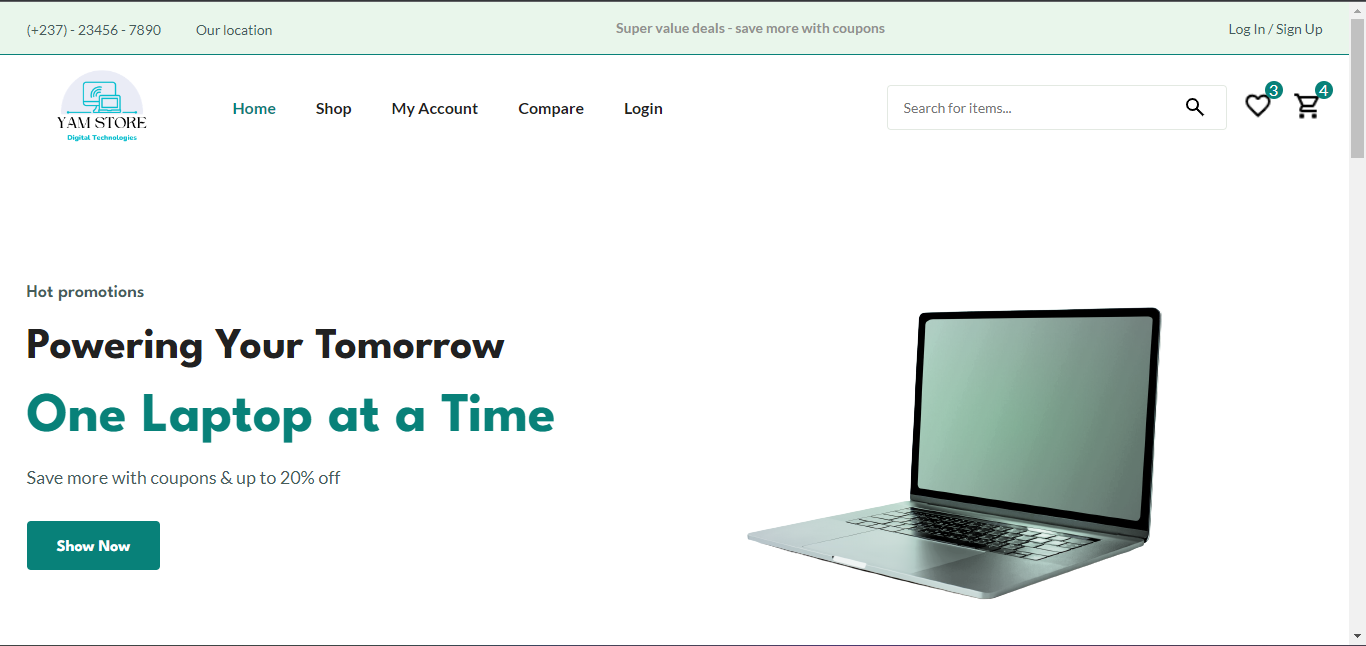 (+237) - 23456 - 7890
Our location
Super value deals - save more with coupons
Log In / Sign Up
YAM STORE
Digital Technologies
Home
Shop
My Account
Compare
Login
Search for items...
3
4
Hot promotions
Powering Your Tomorrow
One Laptop at a Time
Save more with coupons & up to 20% off
Show Now